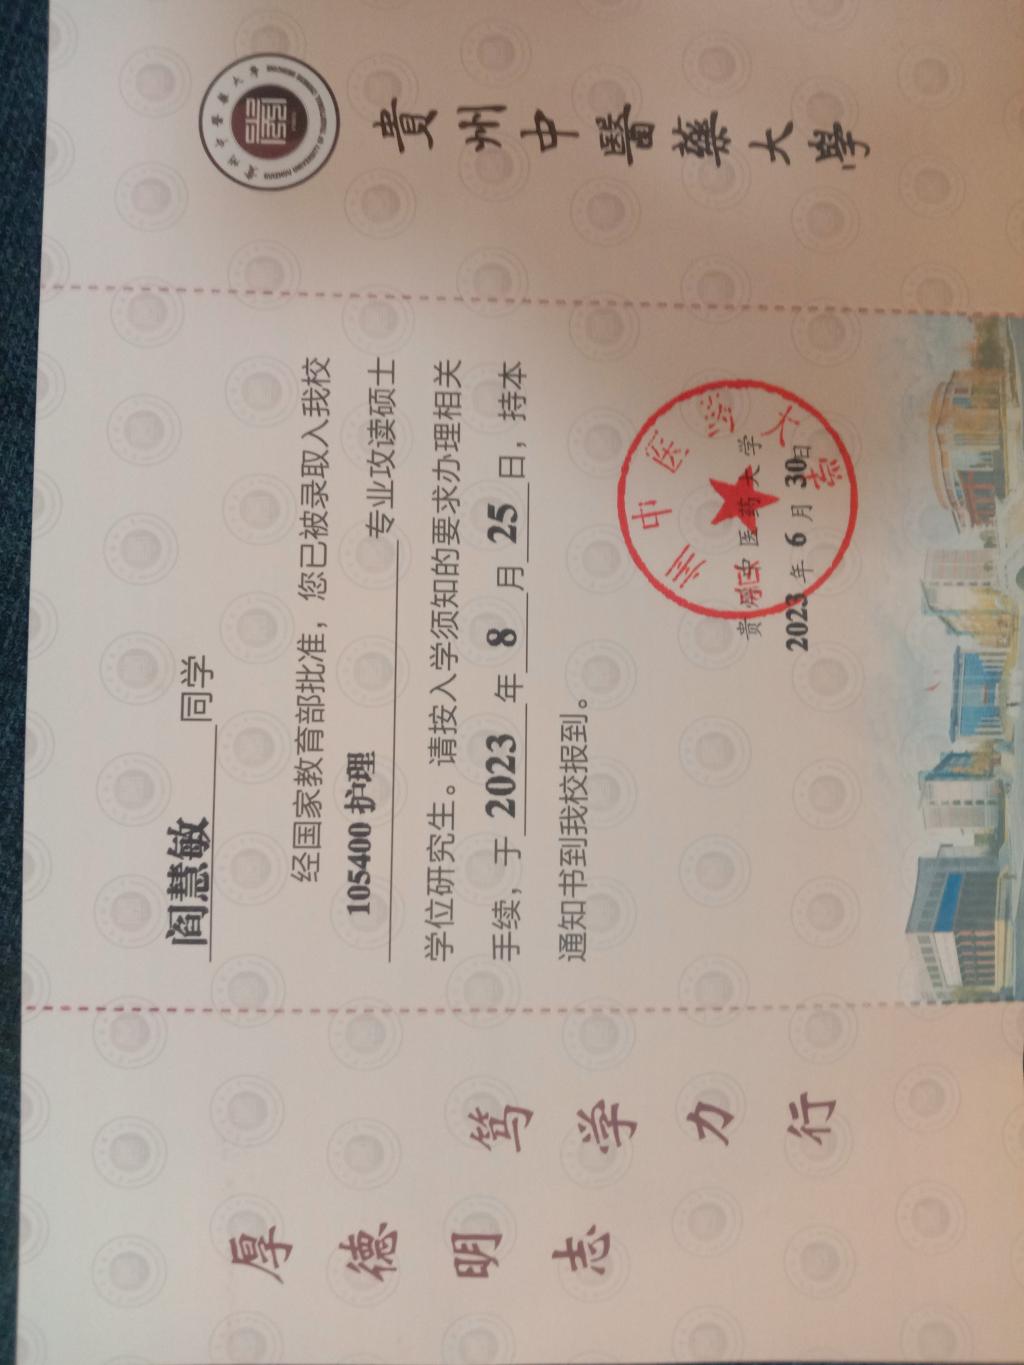 厚德明志
笃学力行
阎慧敏 同学
经国家教育部批准，您已被录取入我校
105400 护理 专业攻读硕士
学位研究生。请按入学须知的要求办理相关
手续，于 2023 年 8 月 25 日，持本
通知书到我校报到。
贵州中医药大学
2023 年 6 月 30 日
貴州中醫藥大學